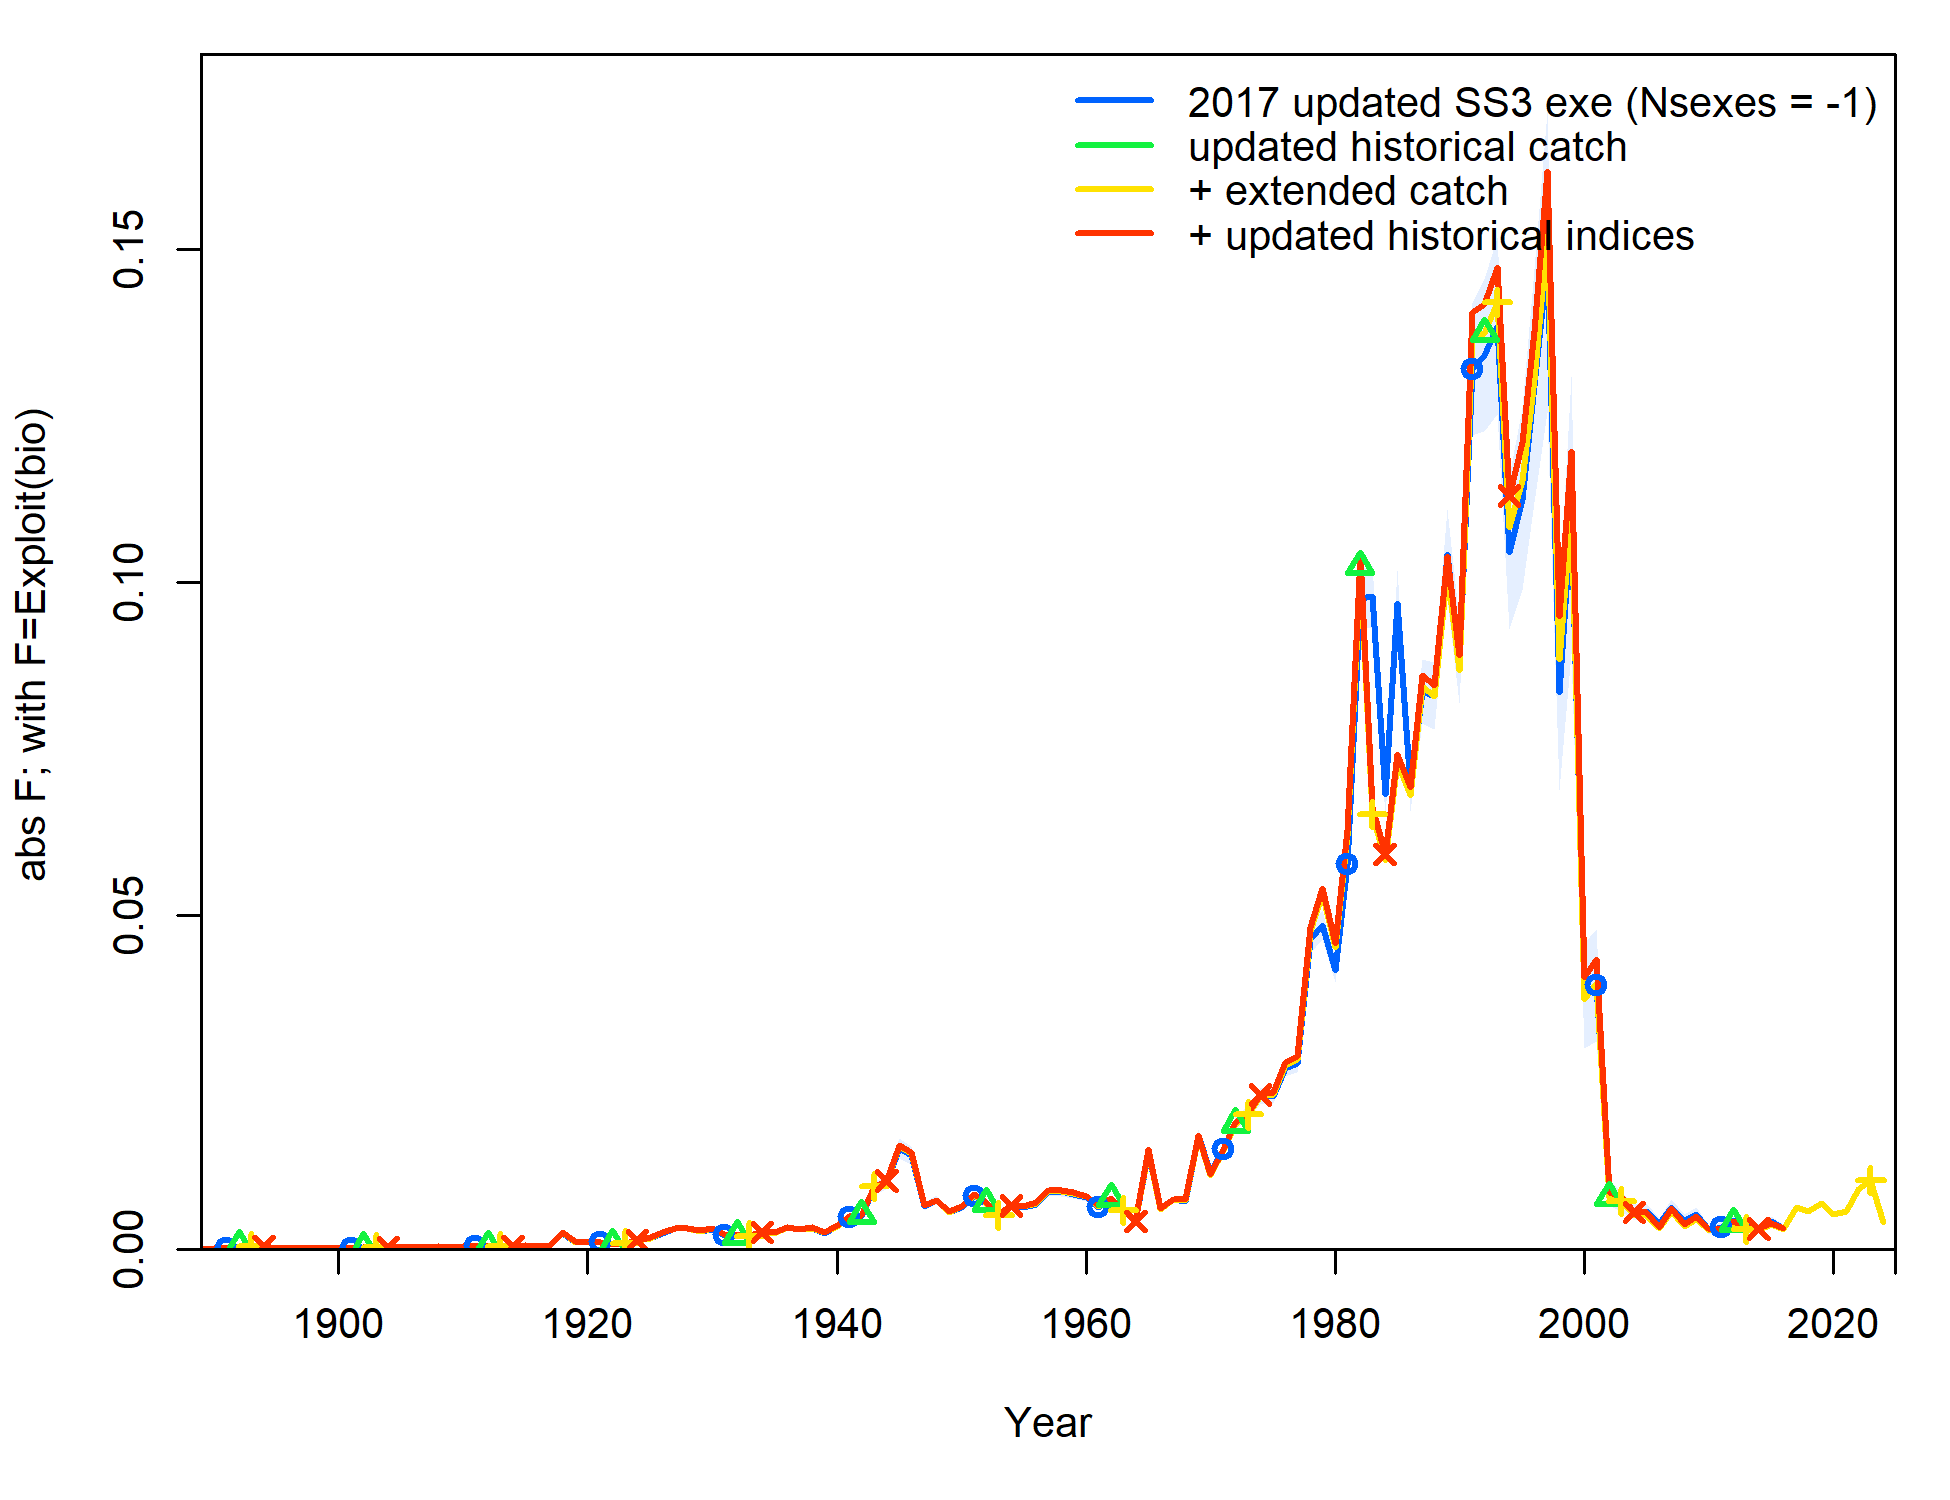 2017 updated SS3 exe (Nsexes = -1)
updated historical catch
+ extended catch
+ updated historical indices
abs F; with F=Exploit(bio)
0.15
0.10
0.05
0.00
1900 1920 1940 1960 1980 2000 2020
Year